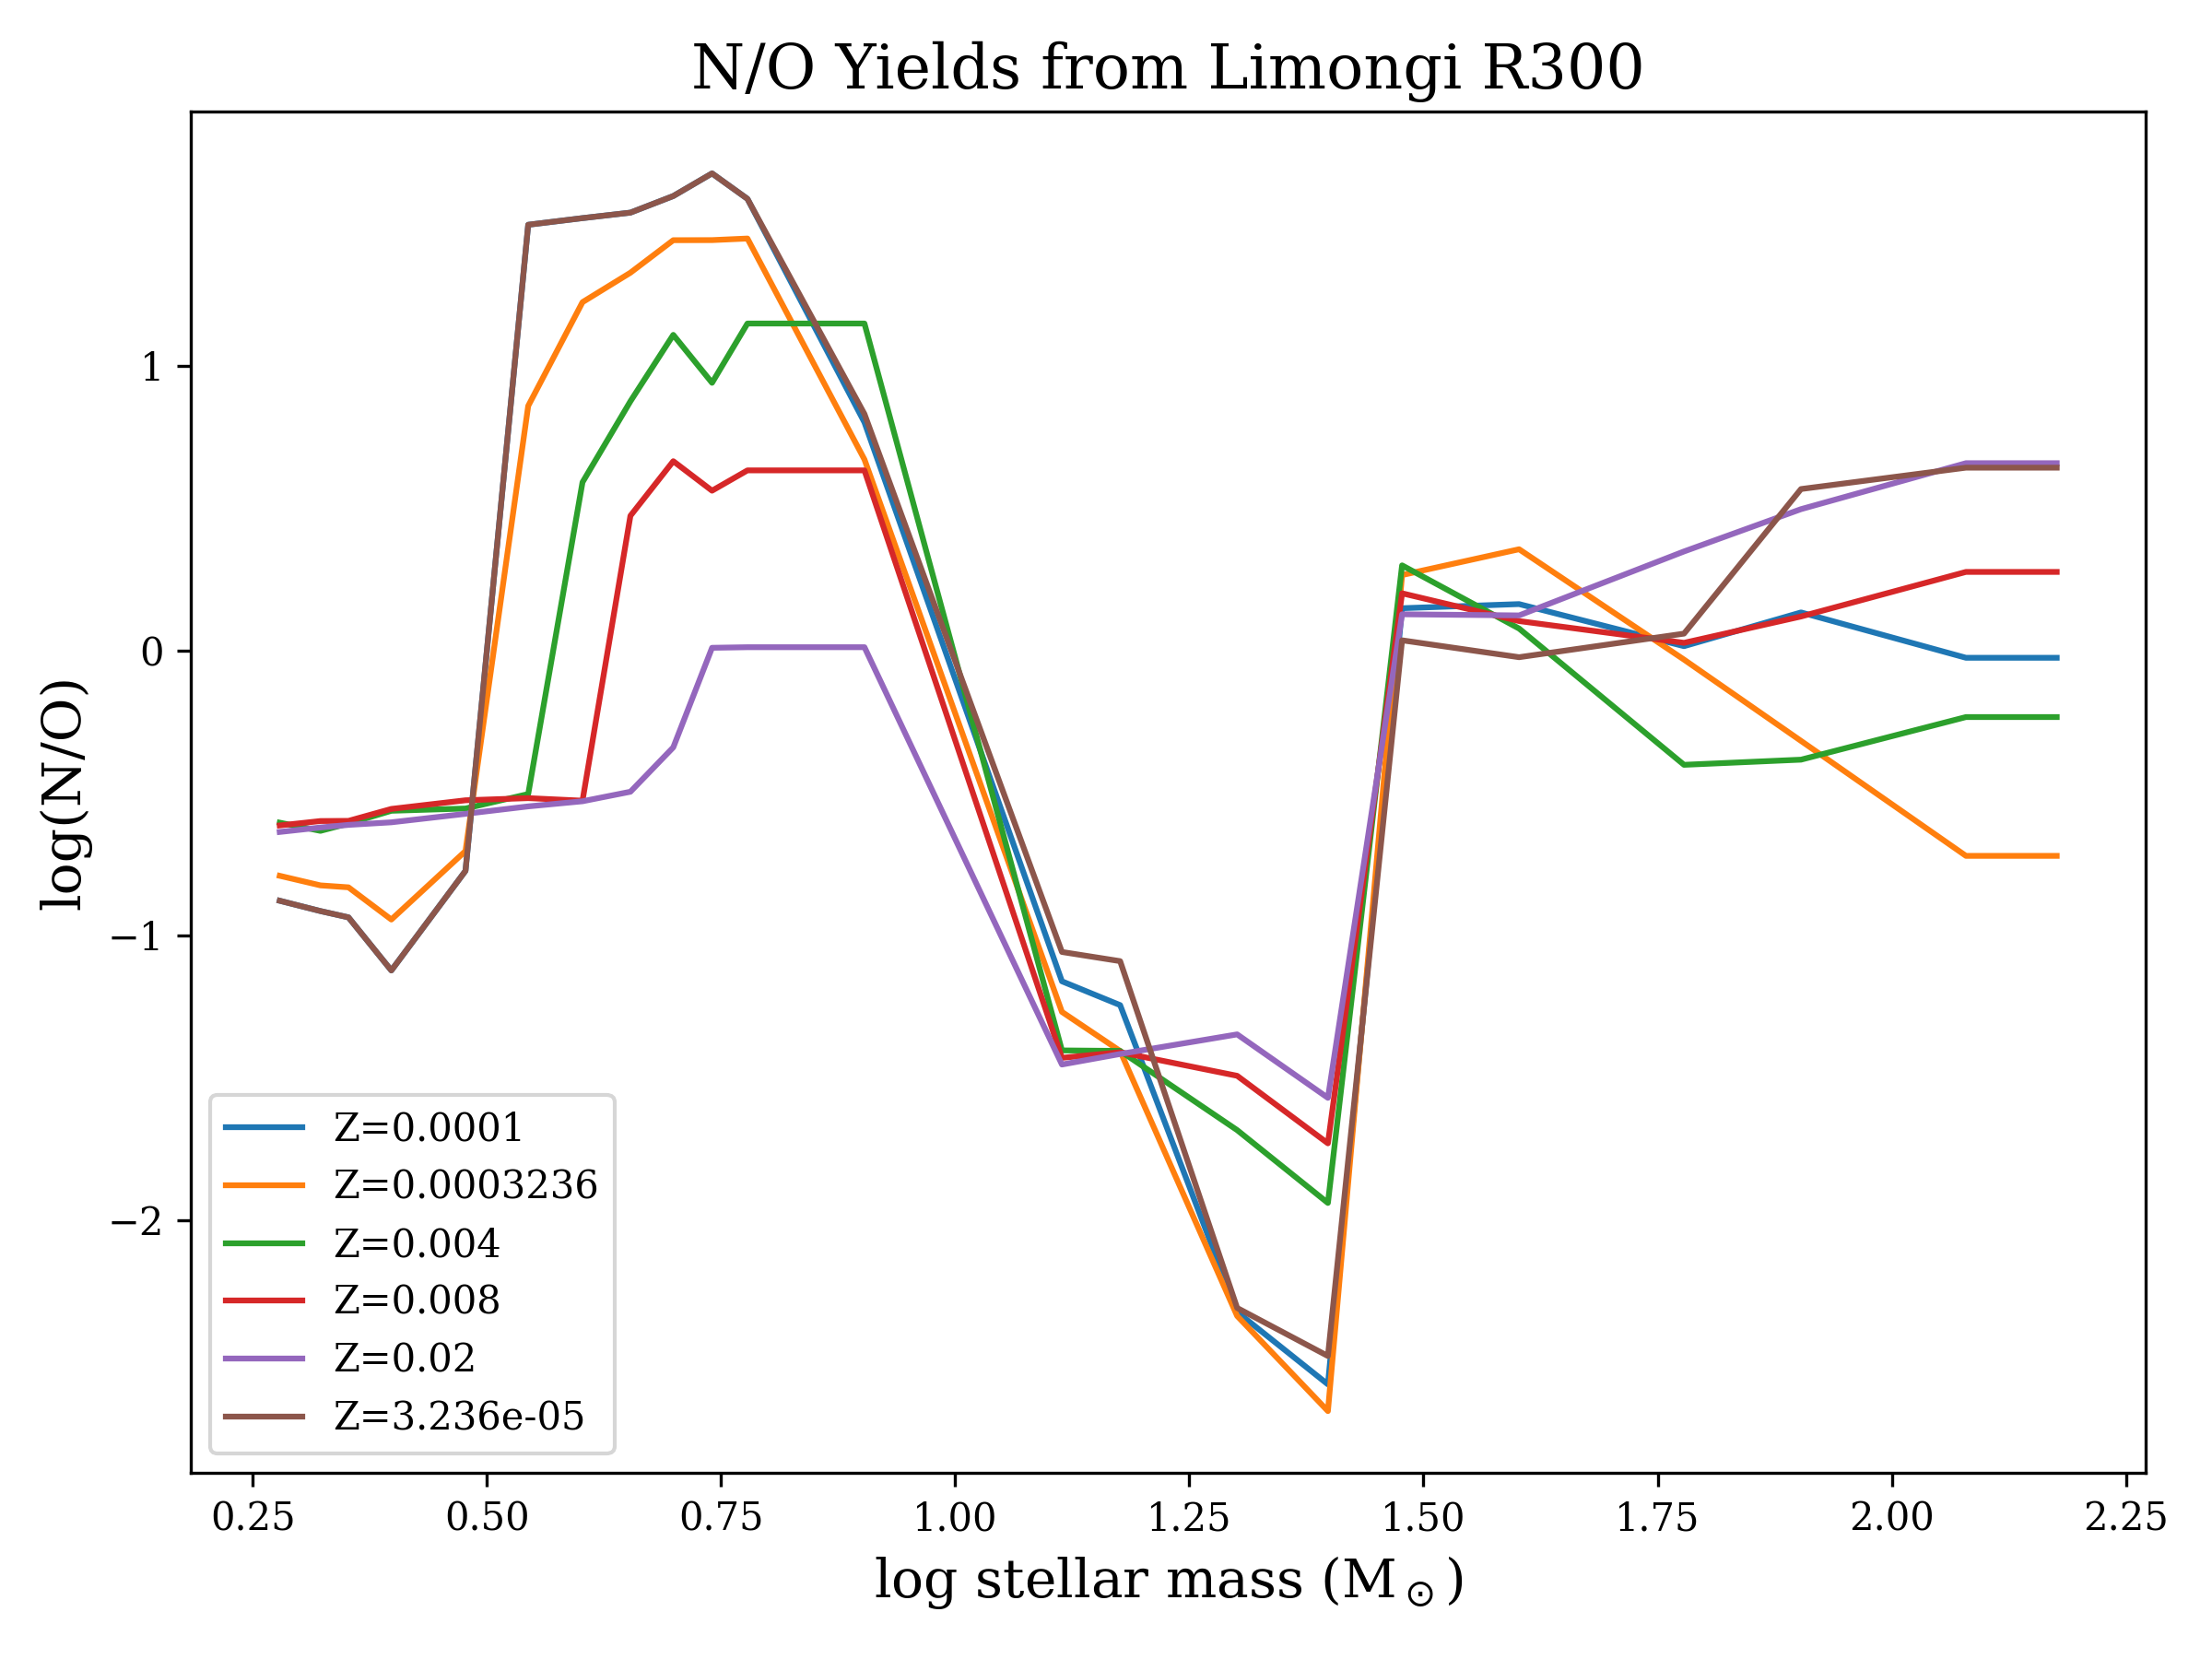 N/O Yields from Limongi R300
log(N/O)
1
0
−1
−2
Z=0.0001
Z=0.0003236
Z=0.004
Z=0.008
Z=0.02
Z=3.236e-05
0.25 0.50 0.75 1.00 1.25 1.50 1.75 2.00 2.25
log stellar mass (M⊙)